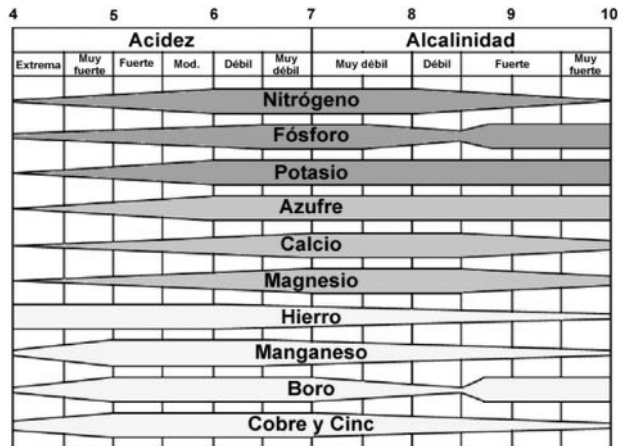 4 5 6 7 8 9 10
Acidez Alcalinidad
Extrema Muy fuerte Fuerte Mod. Débil Muy débil Muy débil Débil Fuerte Muy fuerte
Nitrógeno
Fósforo
Potasio
Azufre
Calcio
Magnesio
Hierro
Manganeso
Boro
Cobre y Cinc